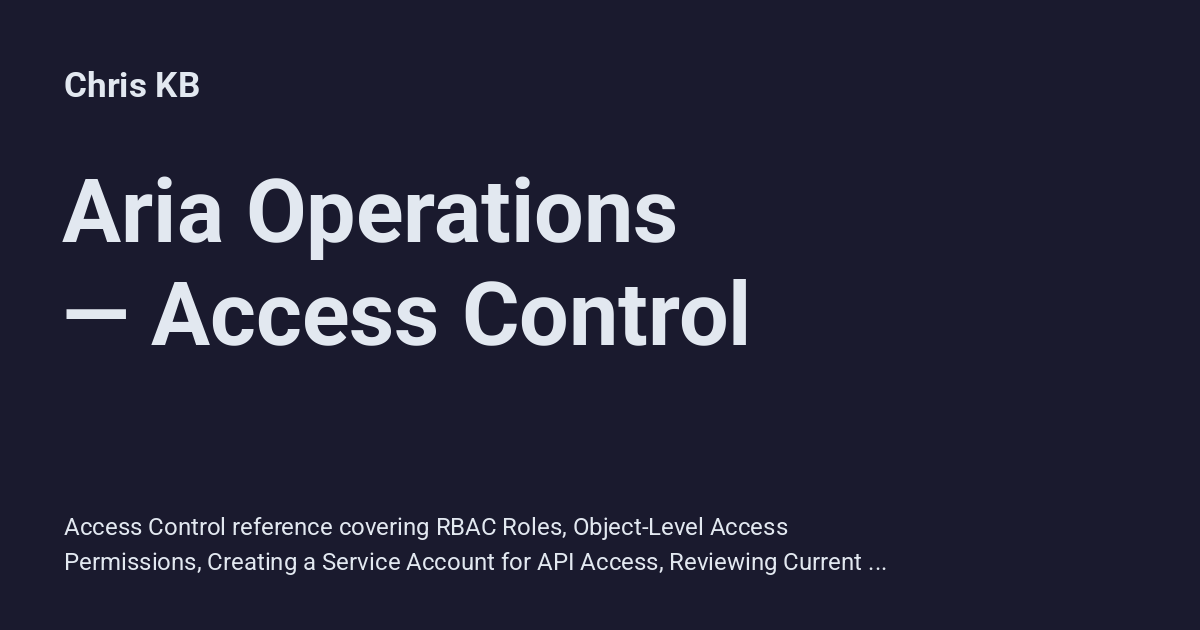 Chris KB
Aria Operations
— Access Control
Access Control reference covering RBAC Roles, Object-Level Access
Permissions, Creating a Service Account for API Access, Reviewing Current ...